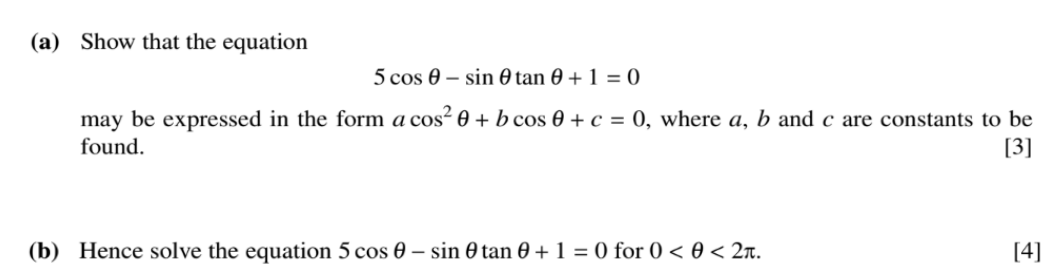 (a) Show that the equation
5 cos θ – sin θ tan θ + 1 = 0
may be expressed in the form a cos² θ + b cos θ + c = 0, where a, b and c are constants to be
found. [3]
(b) Hence solve the equation 5 cos θ – sin θ tan θ + 1 = 0 for 0 < θ < 2π. [4]